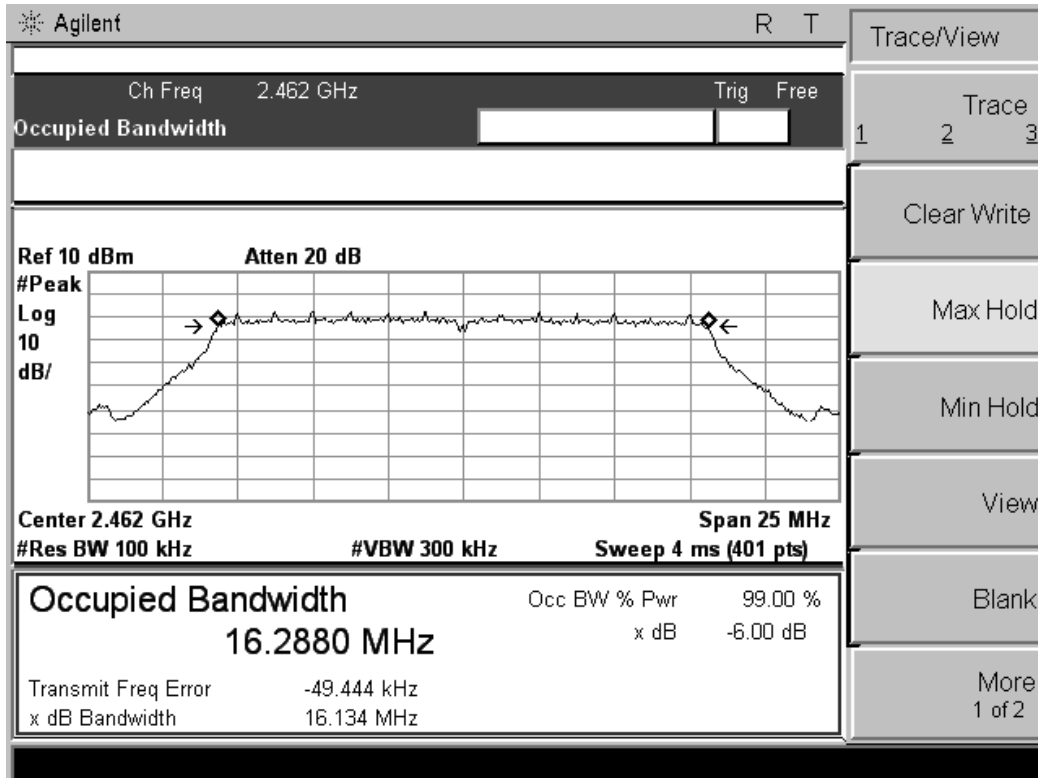 Agilent R T
Ch Freq 2.462 GHz Trig Free
Occupied Bandwidth
Ref 10 dBm Atten 20 dB
#Peak
Log
10
dB/
Center 2.462 GHz Span 25 MHz
#Res BW 100 kHz #VBW 300 kHz Sweep 4 ms (401 pts)
Occupied Bandwidth
16.2880 MHz
Occ BW % Pwr 99.00 %
x dB -6.00 dB
Transmit Freq Error -49.444 kHz
x dB Bandwidth 16.134 MHz
Trace/View
Trace
1 2 3
Clear Write
Max Hold
Min Hold
View
Blank
More
1 of 2